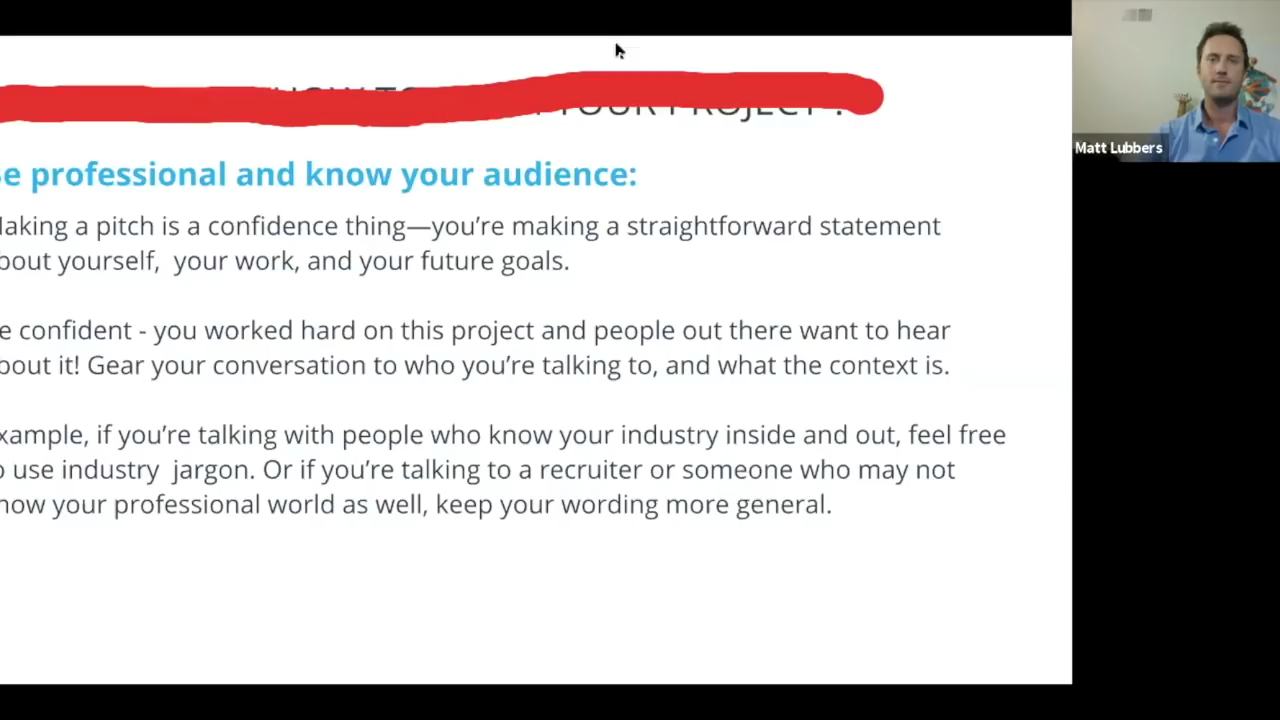 YOUR PROJECT?
e professional and know your audience:
aking a pitch is a confidence thing—you’re making a straightforward statement
bout yourself,  your work, and your future goals.
e confident - you worked hard on this project and people out there want to hear
bout it! Gear your conversation to who you’re talking to, and what the context is.
xample, if you’re talking with people who know your industry inside and out, feel free
o use industry  jargon. Or if you’re talking to a recruiter or someone who may not
now your professional world as well, keep your wording more general.
Matt Lubbers